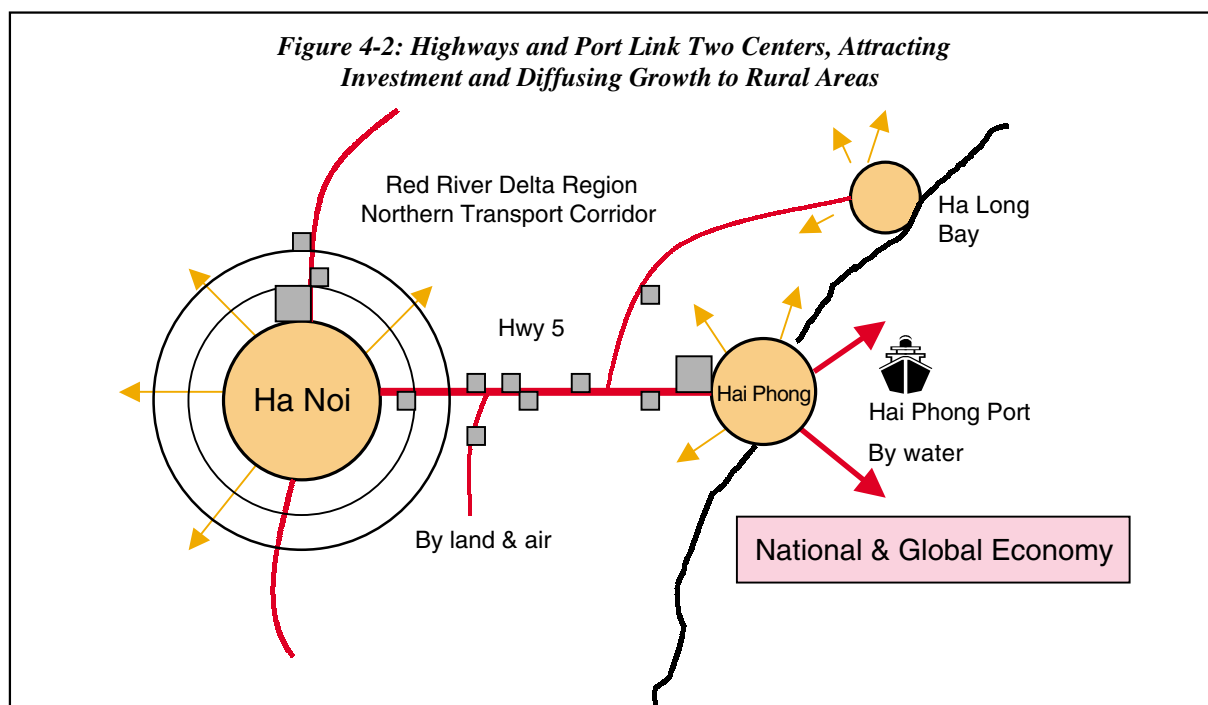 Figure 4-2: Highways and Port Link Two Centers, Attracting
Investment and Diffusing Growth to Rural Areas
Red River Delta Region
Northern Transport Corridor
Ha Long
Bay
Hwy 5
Ha Noi
Hai Phong
Hai Phong Port
By water
By land & air
National & Global Economy